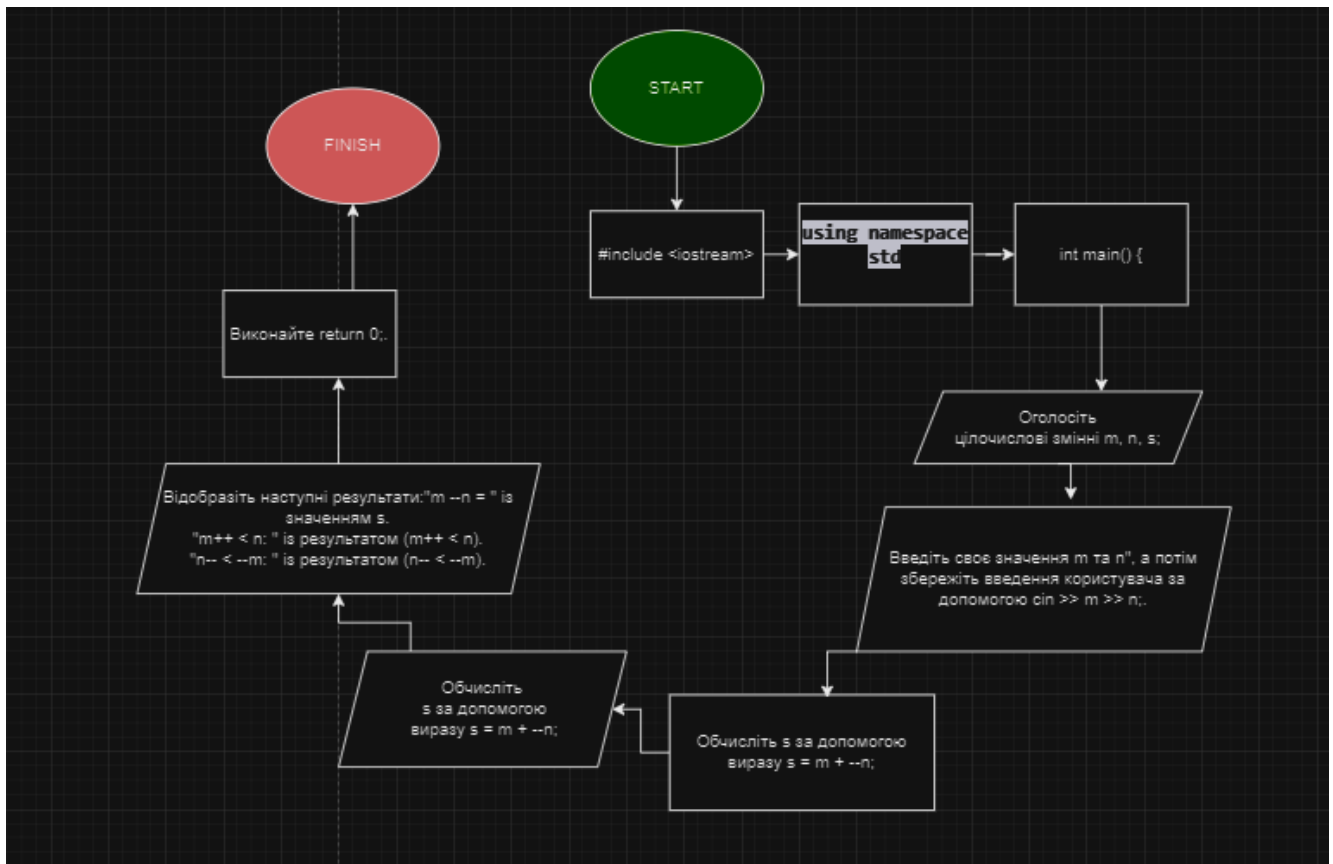 START
FINISH
#include <iostream>
using namespace
std
int main() {
Виконайте return 0;.
Оголосіть
цілочислові змінні m, n, s;
Відобразіть наступні результати:"m --n = " із
значенням s.
"m++ < n: " із результатом (m++ < n).
"n-- < --m: " із результатом (n-- < --m).
Введіть своє значення m та n", а потім
збережіть введення користувача за
допомогою cin >> m >> n;.
Обчисліть
s за допомогою
виразу s = m + --n;
Обчисліть s за допомогою
виразу s = m + --n;